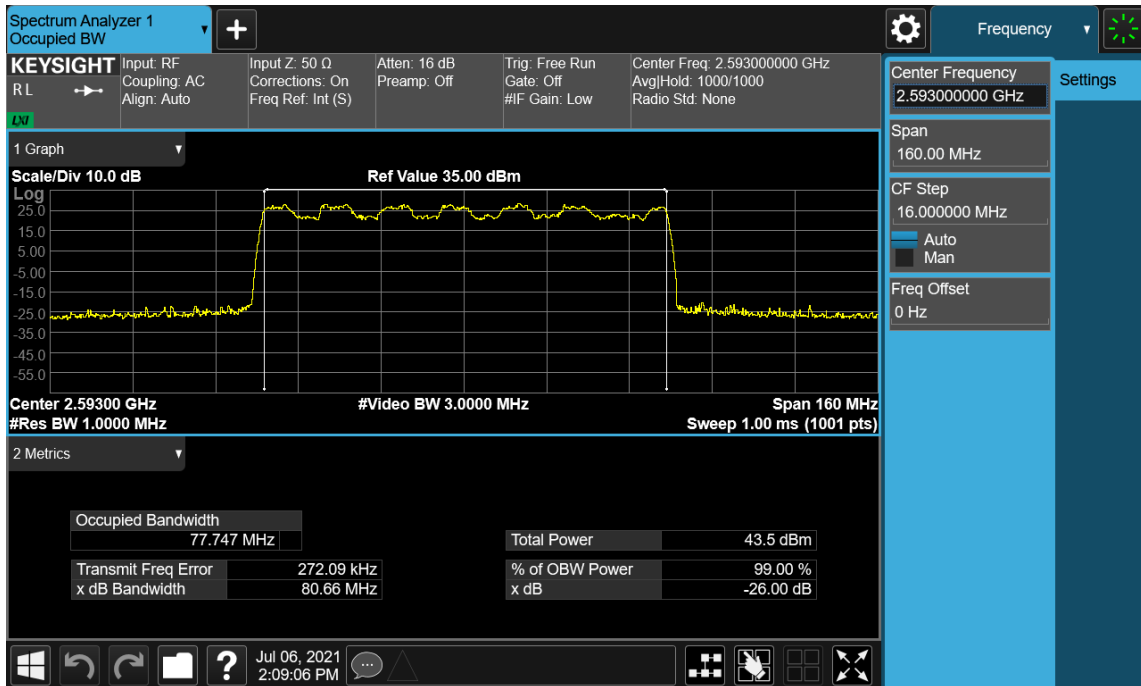 Spectrum Analyzer 1
Occupied BW
Frequency
KEYSIGHT
R L
LXI
Input: RF
Coupling: AC
Align: Auto
Input Z: 50 Ω
Corrections: On
Freq Ref: Int (S)
Atten: 16 dB
Preamp: Off
Trig: Free Run
Gate: Off
#IF Gain: Low
Center Freq: 2.593000000 GHz
Avg|Hold: 1000/1000
Radio Std: None
Center Frequency
2.593000000 GHz
Settings
Span
160.00 MHz
CF Step
16.000000 MHz
Auto
Man
Freq Offset
0 Hz
1 Graph
Scale/Div 10.0 dB
Ref Value 35.00 dBm
Log
25.0
15.0
5.00
-5.00
-15.0
-25.0
-35.0
-45.0
-55.0
Center 2.59300 GHz
#Video BW 3.0000 MHz
Span 160 MHz
#Res BW 1.0000 MHz
Sweep 1.00 ms (1001 pts)
2 Metrics
Occupied Bandwidth
77.747 MHz
Total Power 43.5 dBm
Transmit Freq Error 272.09 kHz
% of OBW Power 99.00 %
x dB Bandwidth 80.66 MHz
x dB -26.00 dB
?
Jul 06, 2021
2:09:06 PM